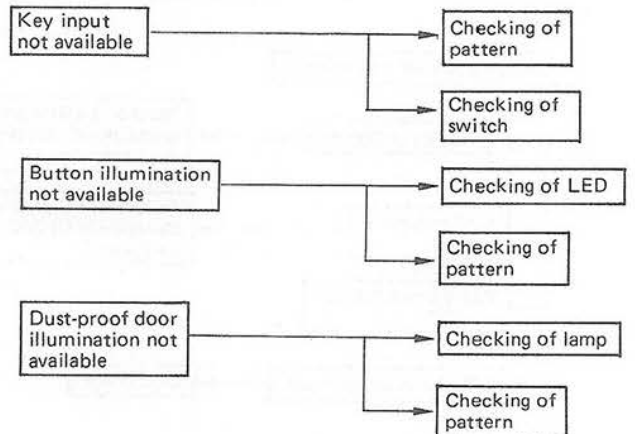 Key input
not available
Checking of
pattern
Checking of
switch
Button illumination
not available
Checking of LED
Checking of
pattern
Dust-proof door
illumination not
available
Checking of lamp
Checking of
pattern